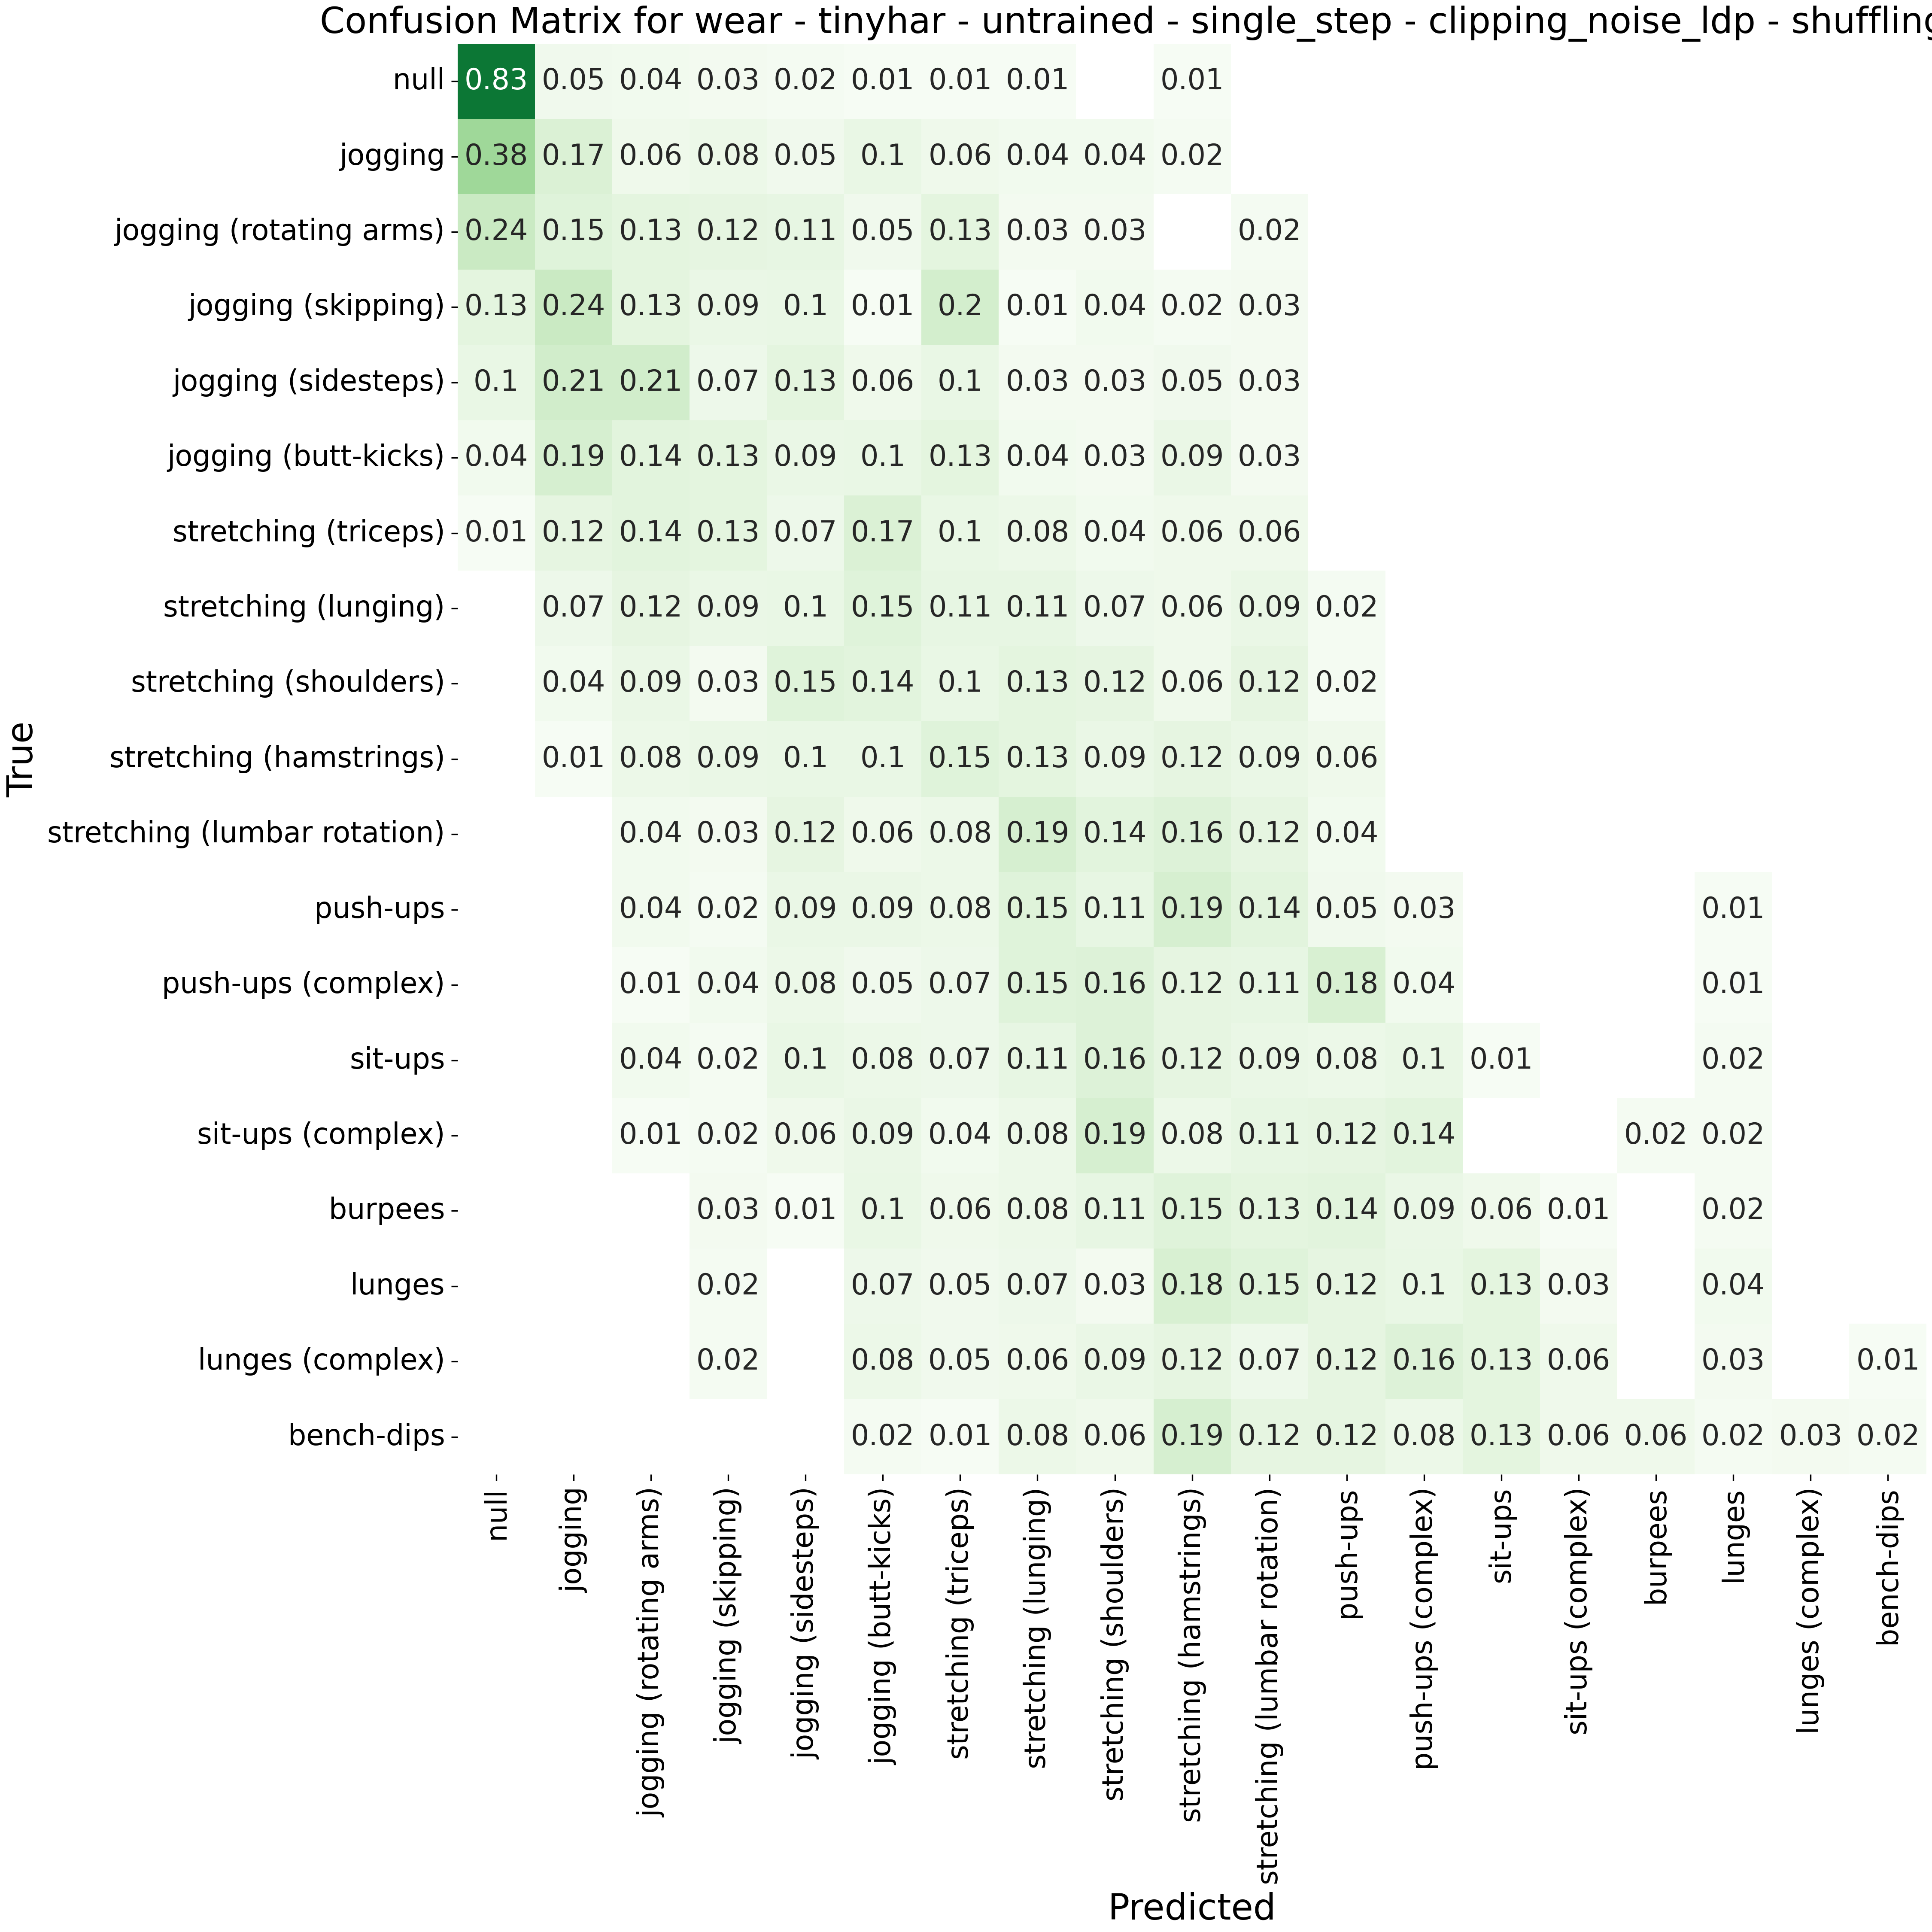 Confusion Matrix for wear - tinyhar - untrained - single_step - clipping_noise_ldp - shuffling
null 0.83 0.05 0.04 0.03 0.02 0.01 0.01 0.01 0.01
jogging 0.38 0.17 0.06 0.08 0.05 0.1 0.06 0.04 0.04 0.02
jogging (rotating arms) 0.24 0.15 0.13 0.12 0.11 0.05 0.13 0.03 0.03 0.02
jogging (skipping) 0.13 0.24 0.13 0.09 0.1 0.01 0.2 0.01 0.04 0.02 0.03
jogging (sidesteps) 0.1 0.21 0.21 0.07 0.13 0.06 0.1 0.03 0.03 0.05 0.03
jogging (butt-kicks) 0.04 0.19 0.14 0.13 0.09 0.1 0.13 0.04 0.03 0.09 0.03
stretching (triceps) 0.01 0.12 0.14 0.13 0.07 0.17 0.1 0.08 0.04 0.06 0.06
stretching (lunging) 0.07 0.12 0.09 0.1 0.15 0.11 0.11 0.07 0.06 0.09 0.02
stretching (shoulders) 0.04 0.09 0.03 0.15 0.14 0.1 0.13 0.12 0.06 0.12 0.02
stretching (hamstrings) 0.01 0.08 0.09 0.1 0.1 0.15 0.13 0.09 0.12 0.09 0.06
stretching (lumbar rotation) 0.04 0.03 0.12 0.06 0.08 0.19 0.14 0.16 0.12 0.04
push-ups 0.04 0.02 0.09 0.09 0.08 0.15 0.11 0.19 0.14 0.05 0.03 0.01
push-ups (complex) 0.01 0.04 0.08 0.05 0.07 0.15 0.16 0.12 0.11 0.18 0.04 0.01
sit-ups 0.04 0.02 0.1 0.08 0.07 0.11 0.16 0.12 0.09 0.08 0.1 0.01 0.02
sit-ups (complex) 0.01 0.02 0.06 0.09 0.04 0.08 0.19 0.08 0.11 0.12 0.14 0.02 0.02
burpees 0.03 0.01 0.1 0.06 0.08 0.11 0.15 0.13 0.14 0.09 0.06 0.01 0.02
lunges 0.02 0.07 0.05 0.07 0.03 0.18 0.15 0.12 0.1 0.13 0.03 0.04
lunges (complex) 0.02 0.08 0.05 0.06 0.09 0.12 0.07 0.12 0.16 0.13 0.06 0.03 0.01
bench-dips 0.02 0.01 0.08 0.06 0.19 0.12 0.12 0.08 0.13 0.06 0.06 0.02 0.03 0.02
True
null
jogging
jogging (rotating arms)
jogging (skipping)
jogging (sidesteps)
jogging (butt-kicks)
stretching (triceps)
stretching (lunging)
stretching (shoulders)
stretching (hamstrings)
stretching (lumbar rotation)
push-ups
push-ups (complex)
sit-ups
sit-ups (complex)
burpees
lunges
lunges (complex)
bench-dips
Predicted